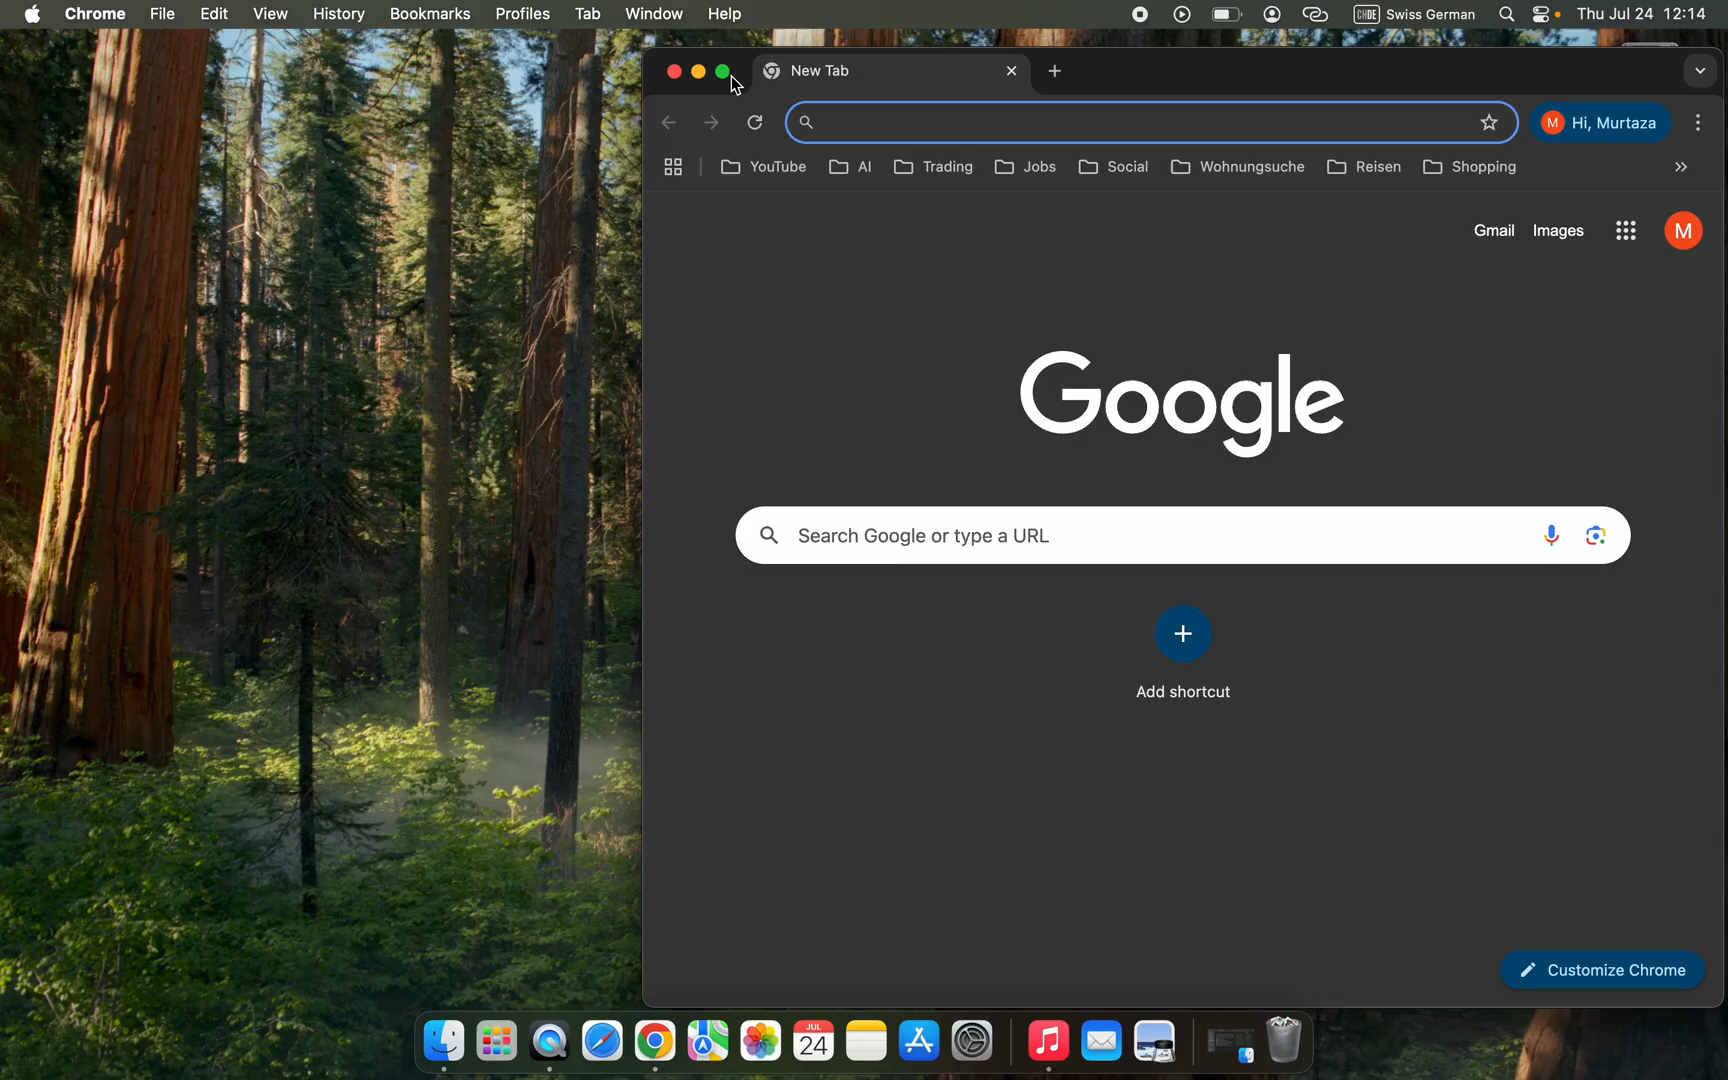 Chrome File Edit View History Bookmarks Profiles Tab Window Help CHDE Swiss German Thu Jul 24 12:14
New Tab
M Hi, Murtaza
YouTube AI Trading Jobs Social Wohnungsuche Reisen Shopping
Gmail Images M
Google
Search Google or type a URL
Add shortcut
Customize Chrome
JUL
24